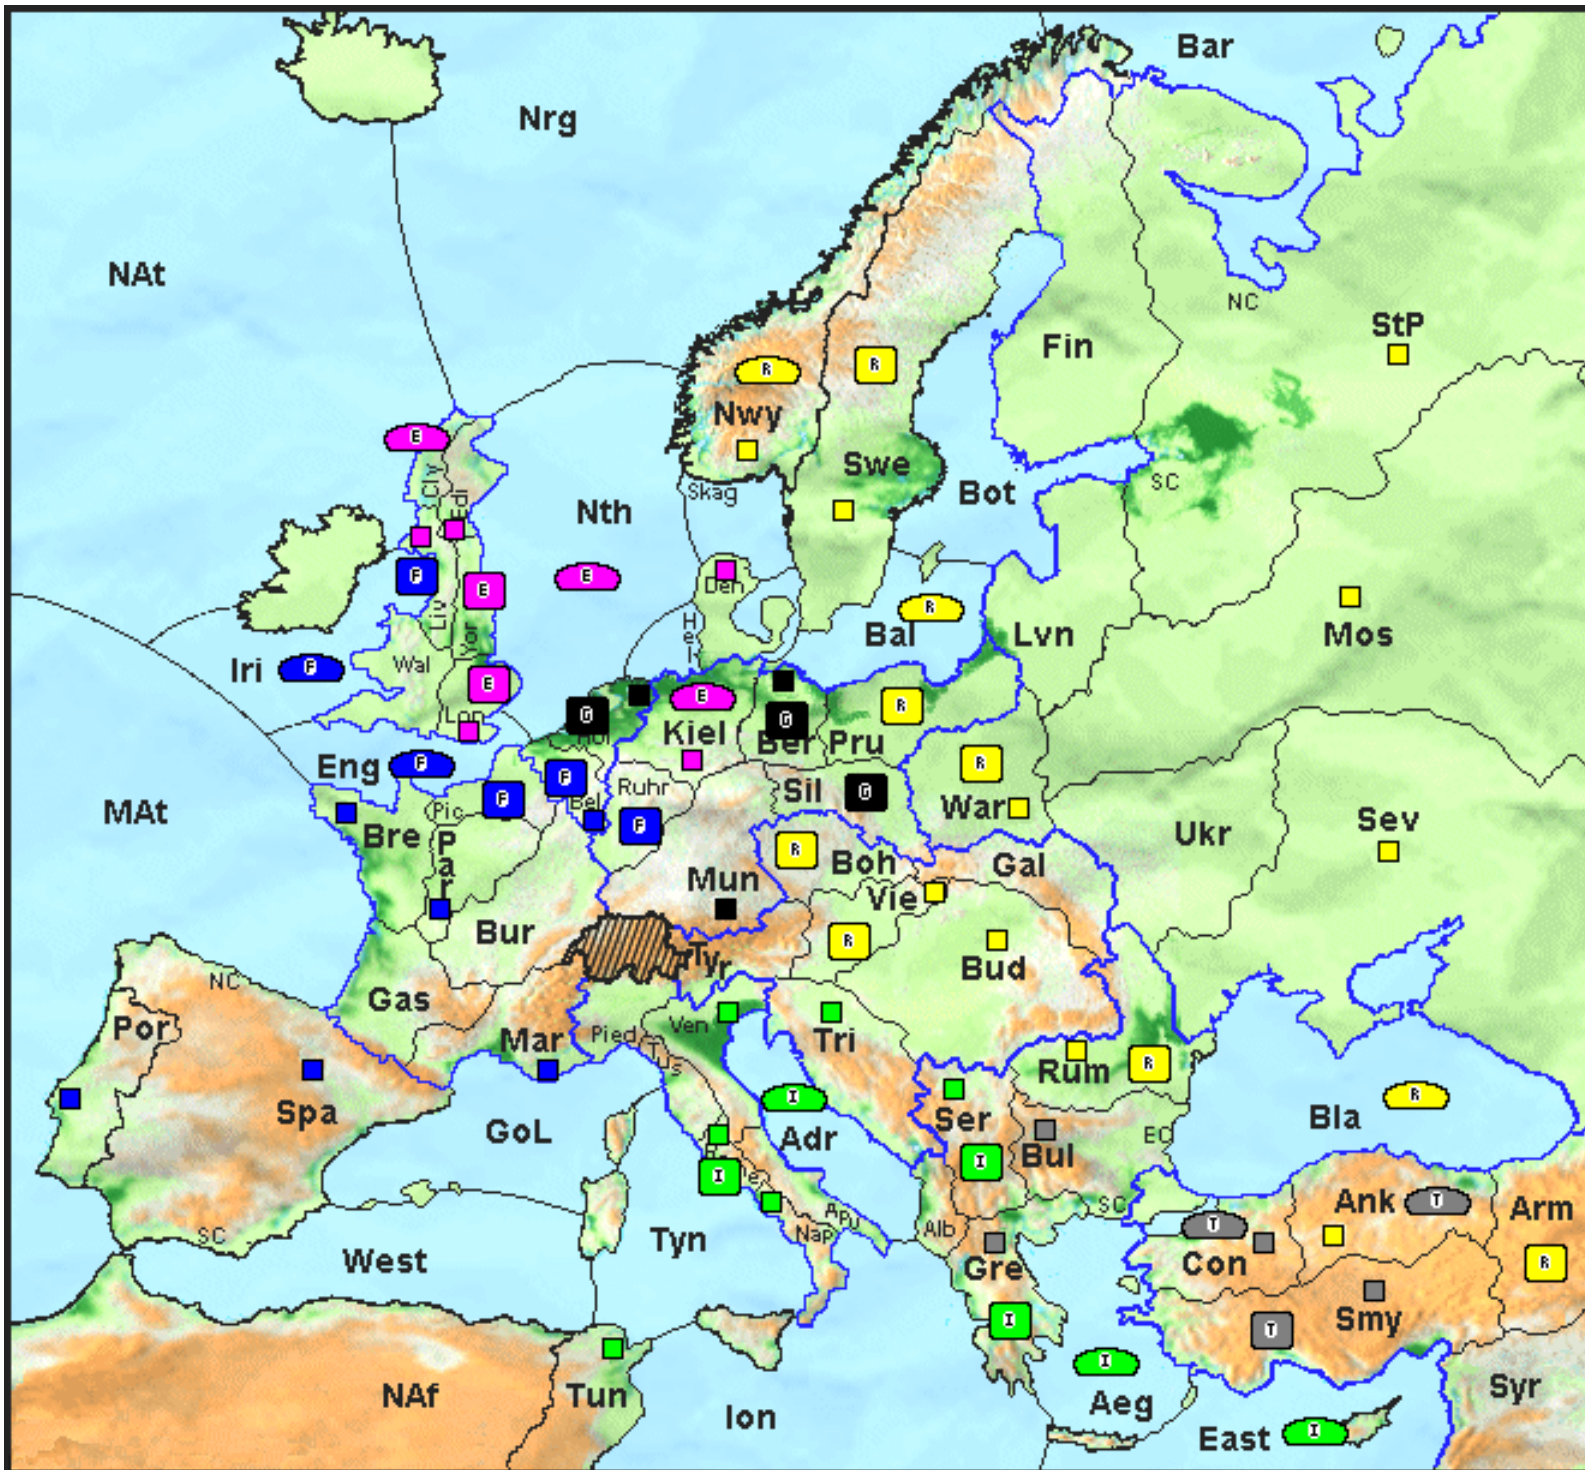 Bar
Nrg
NAt
NC
StP
Fin
R
R
Nwy
E
Cly
Edl
Swe
SC
Skag
Bot
Nth
F
E
E
Den
R
Liv
Yor
Hel
Bal
Lvn
Mos
Iri
F
Wal
E
Lon
G
Hol
E
Kiel
G
Ber
Pru
R
Eng
F
F
F
Bel
Ruhr
Sil
G
R
War
MAt
Pic
Bre
Par
F
R
Boh
Gal
Ukr
Sev
Mun
Vie
Bur
Tyr
R
Bud
NC
Gas
Por
Mar
Pied
Ven
Tus
Tri
Rum
R
Spa
GoL
I
Adr
Ser
Bla
R
Bul
EC
I
I
Apu
Nap
Alb
SC
Ank
T
Arm
SC
West
Tyn
Gre
T
Con
R
I
T
Smy
NAf
Tun
Ion
I
Aeg
Syr
East
I